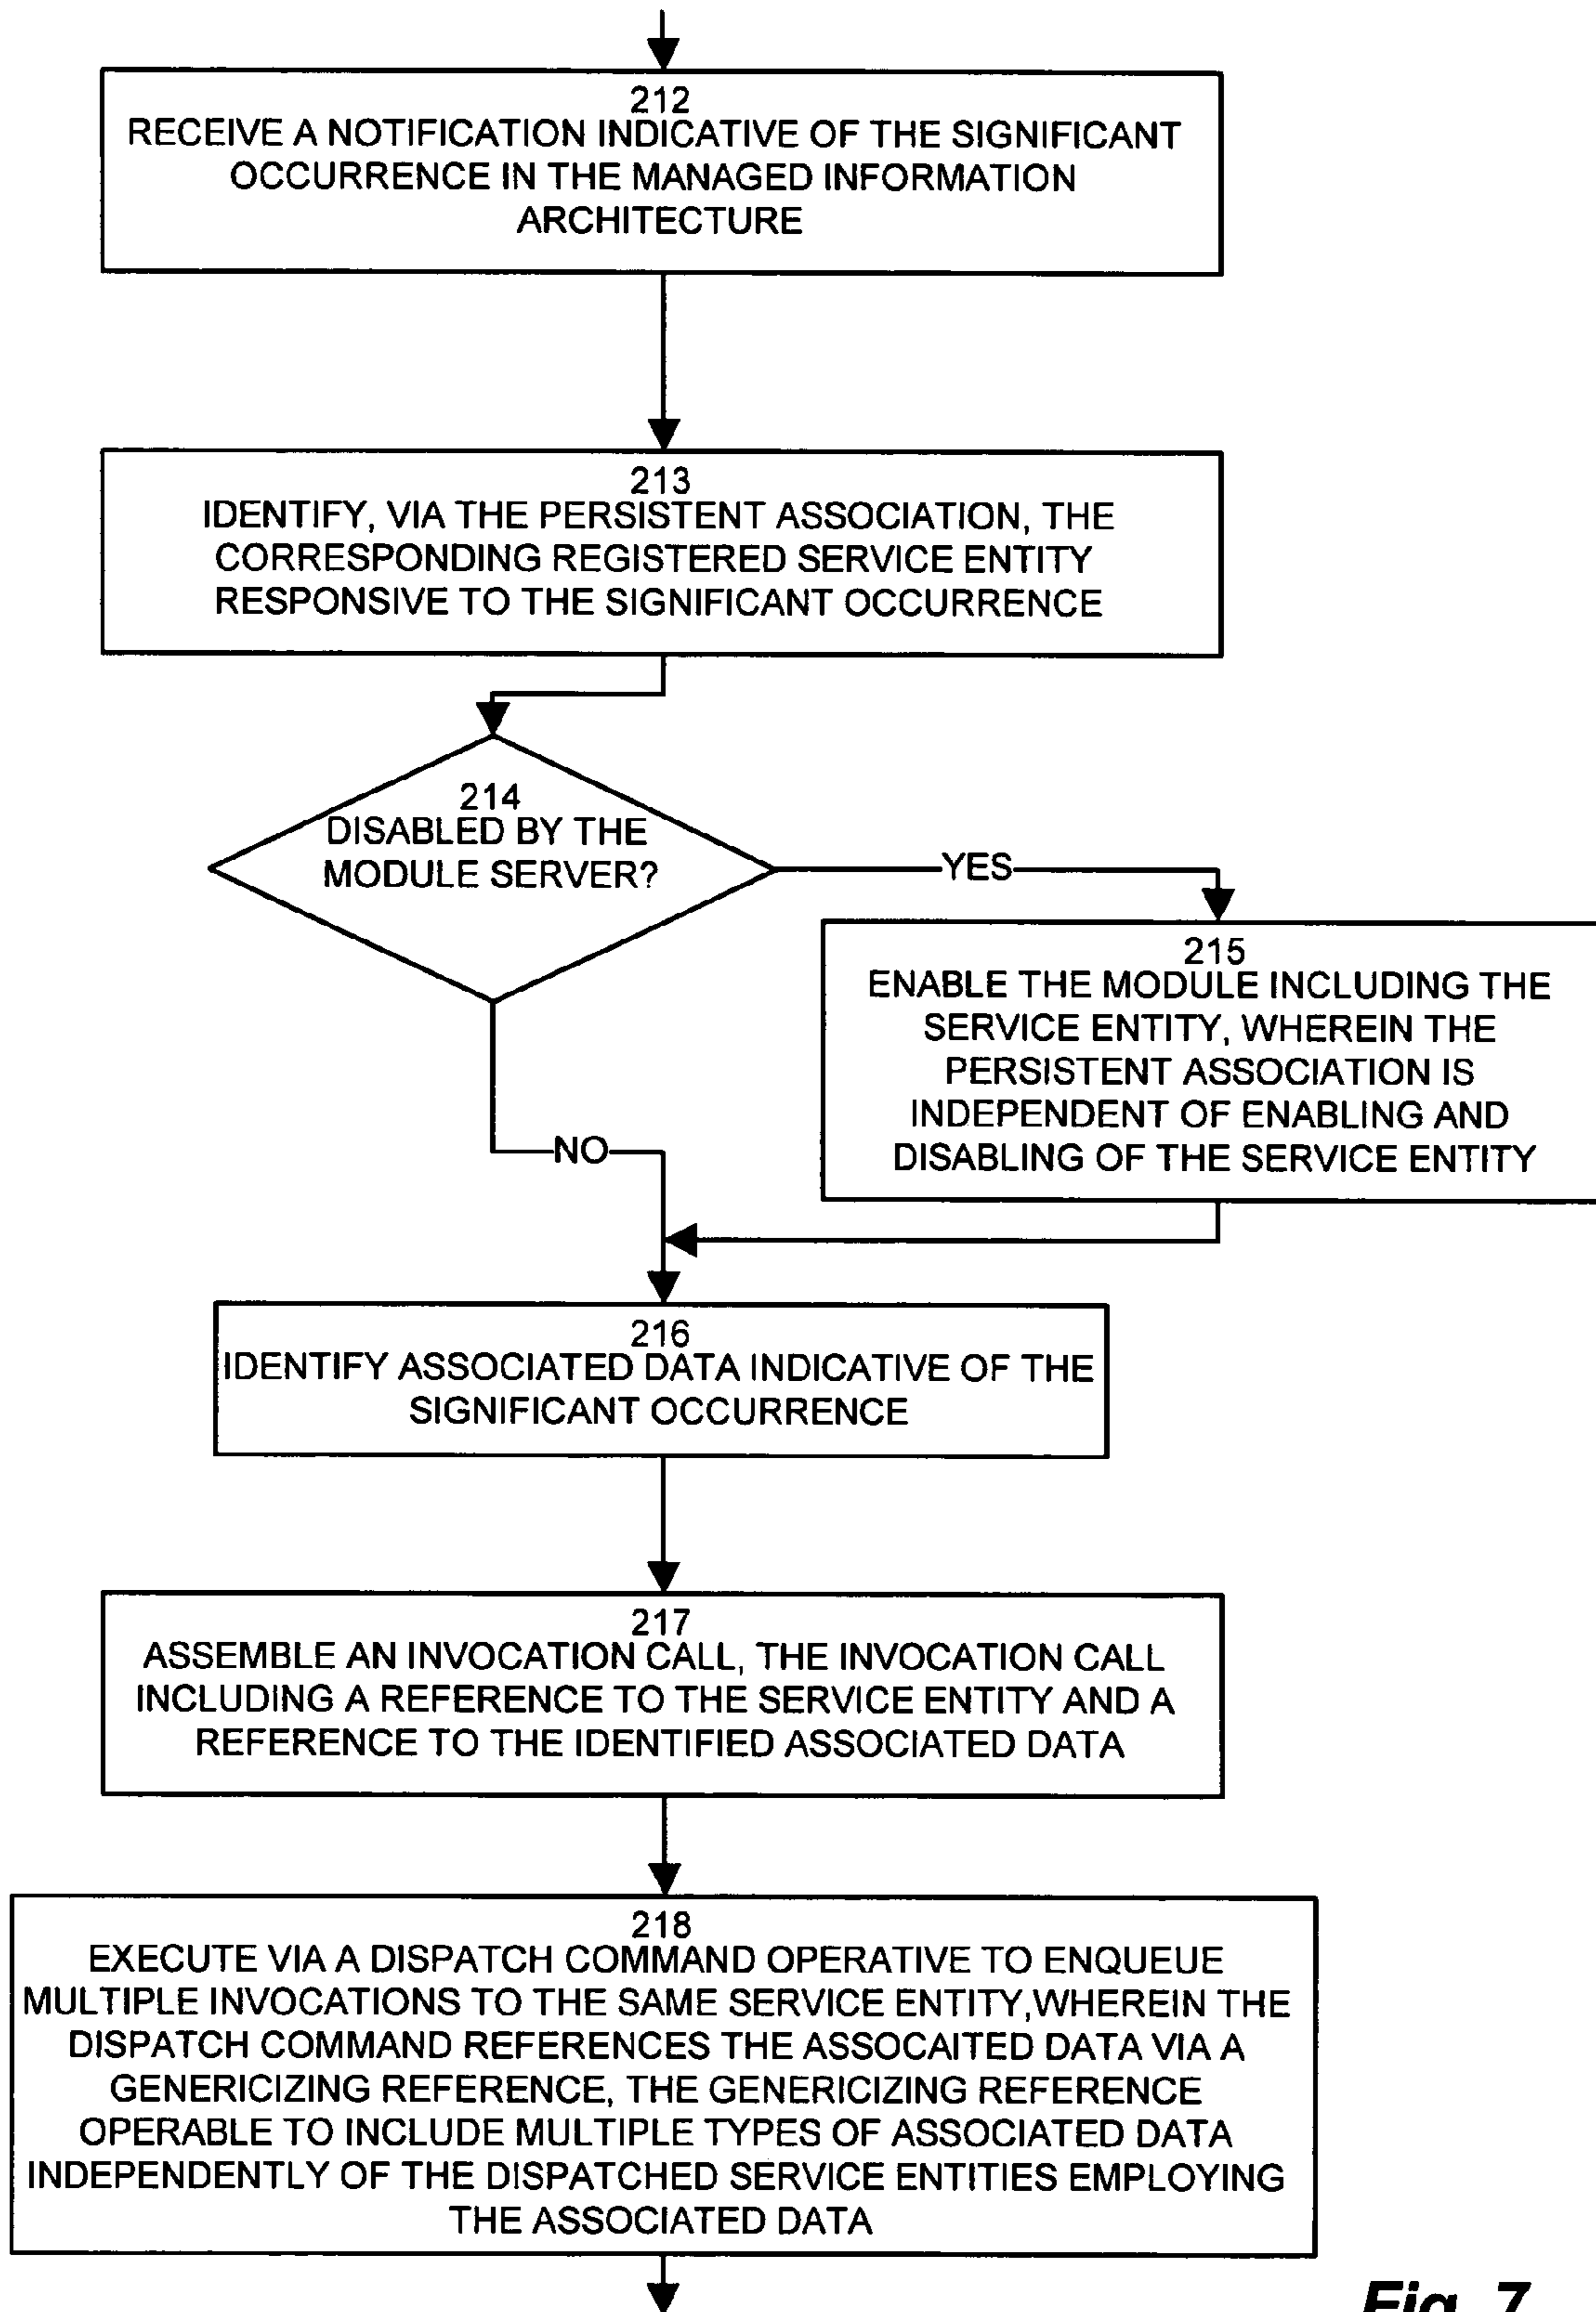 212
RECEIVE A NOTIFICATION INDICATIVE OF THE SIGNIFICANT
OCCURRENCE IN THE MANAGED INFORMATION
ARCHITECTURE
213
IDENTIFY, VIA THE PERSISTENT ASSOCIATION, THE
CORRESPONDING REGISTERED SERVICE ENTITY
RESPONSIVE TO THE SIGNIFICANT OCCURRENCE
214
DISABLED BY THE
MODULE SERVER?
YES
215
ENABLE THE MODULE INCLUDING THE
SERVICE ENTITY, WHEREIN THE
PERSISTENT ASSOCIATION IS
INDEPENDENT OF ENABLING AND
DISABLING OF THE SERVICE ENTITY
NO
216
IDENTIFY ASSOCIATED DATA INDICATIVE OF THE
SIGNIFICANT OCCURRENCE
217
ASSEMBLE AN INVOCATION CALL, THE INVOCATION CALL
INCLUDING A REFERENCE TO THE SERVICE ENTITY AND A
REFERENCE TO THE IDENTIFIED ASSOCIATED DATA
218
EXECUTE VIA A DISPATCH COMMAND OPERATIVE TO ENQUEUE
MULTIPLE INVOCATIONS TO THE SAME SERVICE ENTITY,WHEREIN THE
DISPATCH COMMAND REFERENCES THE ASSOCAITED DATA VIA A
GENERICIZING REFERENCE, THE GENERICIZING REFERENCE
OPERABLE TO INCLUDE MULTIPLE TYPES OF ASSOCIATED DATA
INDEPENDENTLY OF THE DISPATCHED SERVICE ENTITIES EMPLOYING
THE ASSOCIATED DATA
Fig. 7